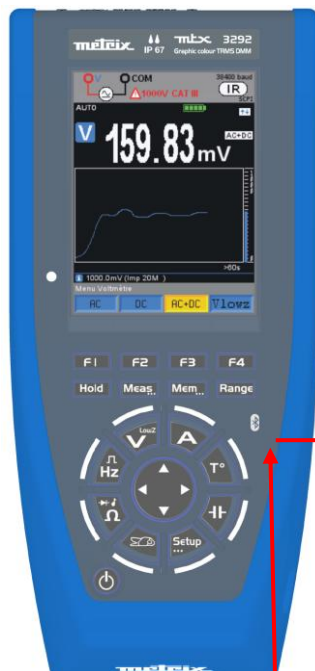 metrix IP 67 mtx 3292
Graphic colour TRMS DMM
V COM 38400 baud
IR
1000V CAT III SCPI
AUTO
V 159.83 mV AC+DC
>60s
1000.0mV (Imp 20M )
Menu Voltmètre
AC DC AC+DC VLowZ
F1 F2 F3 F4
Hold Meas... Mem... Range
LowZ
V A
Hz T°
Ω
Setup
...
metrix